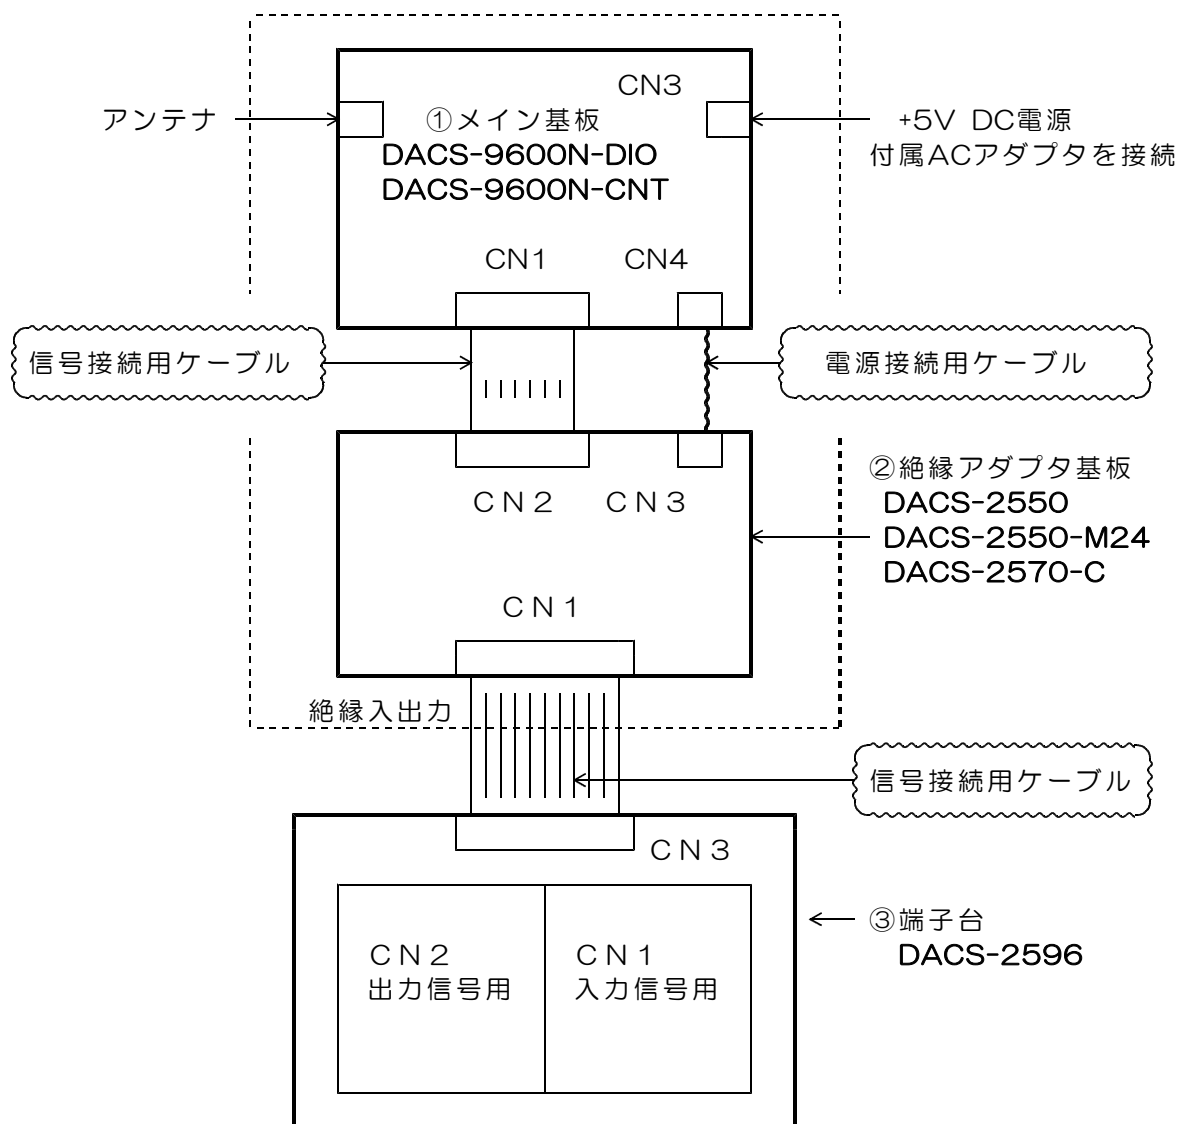 CN3
アンテナ
①メイン基板
+5V DC電源
DACS-9600N-DIO
付属ACアダプタを接続
DACS-9600N-CNT
CN1
CN4
信号接続用ケーブル
電源接続用ケーブル
②絶縁アダプタ基板
CN2
CN3
DACS-2550
DACS-2550-M24
DACS-2570-C
CN1
絶縁入出力
信号接続用ケーブル
CN3
③端子台
DACS-2596
CN2
出力信号用
CN1
入力信号用